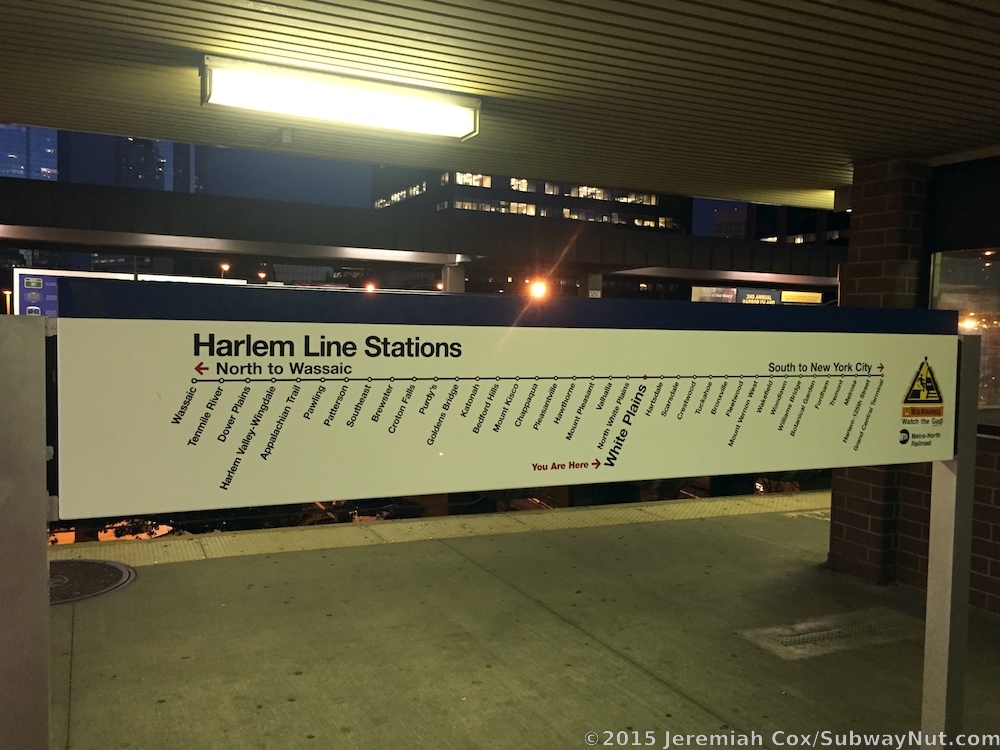 Harlem Line Stations
← North to Wassaic
South to New York City →
Wassaic
Tenmile River
Dover Plains
Harlem Valley-Wingdale
Appalachian Trail
Pawling
Patterson
Southeast
Brewster
Croton Falls
Purdy's
Goldens Bridge
Katonah
Bedford Hills
Mount Kisco
Chappaqua
Pleasantville
Hawthorne
Mount Pleasant
Valhalla
North White Plains
White Plains
Hartsdale
Scarsdale
Crestwood
Tuckahoe
Bronxville
Fleetwood
Mount Vernon West
Wakefield
Woodlawn
Williams Bridge
Botanical Garden
Fordham
Tremont
Melrose
Harlem-125th Street
Grand Central Terminal
You Are Here →
WARNING
Watch the Gap
Metro-North
Railroad
2ND ANNUAL
©2015 Jeremiah Cox/SubwayNut.com